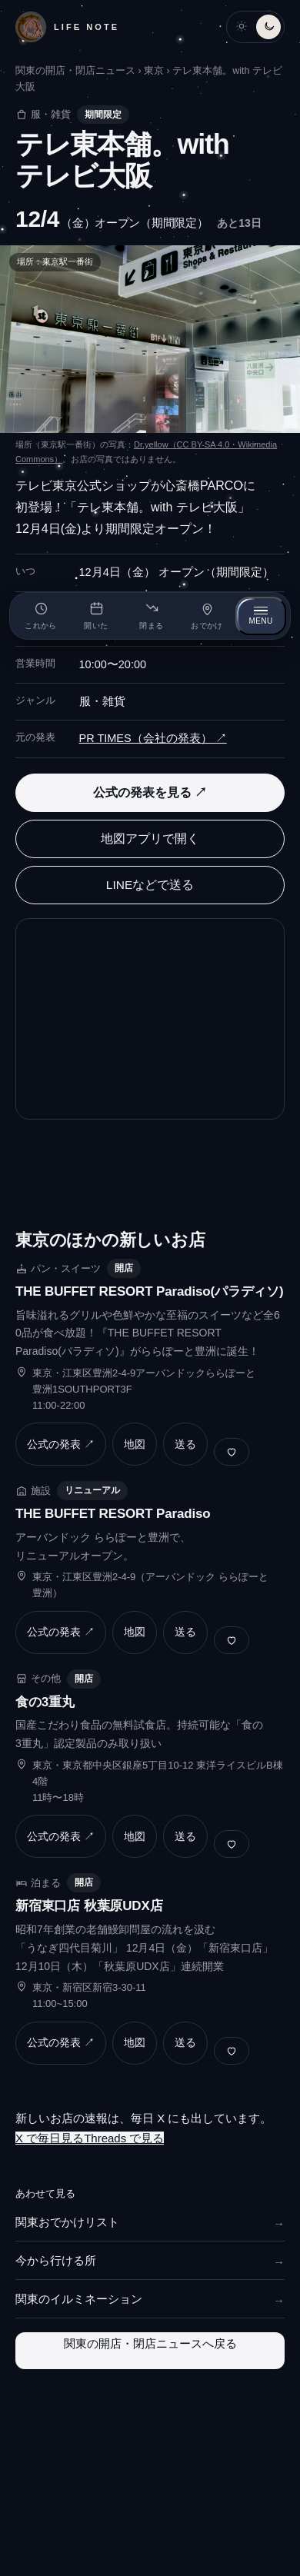 LIFE NOTE
関東の開店・閉店ニュース › 東京 › テレ東本舗。with テレビ
大阪
服・雑貨 期間限定
テレ東本舗。with
テレビ大阪
12/4（金）オープン（期間限定） あと13日
場所：東京駅一番街
Shops & Restaurants
東京駅一番街
八重洲
中央口
場所（東京駅一番街）の写真：Dr.yellow（CC BY-SA 4.0・Wikimedia
Commons）。お店の写真ではありません。
テレビ東京公式ショップが心斎橋PARCOに
初登場！「テレ東本舗。with テレビ大阪」
12月4日(金)より期間限定オープン！
いつ 12月4日（金） オープン（期間限定）
これから 開いた 閉まる おでかけ MENU
営業時間 10:00〜20:00
ジャンル 服・雑貨
元の発表 PR TIMES（会社の発表） ↗
公式の発表を見る ↗
地図アプリで開く
LINEなどで送る
東京のほかの新しいお店
パン・スイーツ 開店
THE BUFFET RESORT Paradiso(パラディソ)
旨味溢れるグリルや色鮮やかな至福のスイーツなど全6
0品が食べ放題！『THE BUFFET RESORT
Paradiso(パラディソ)』がららぽーと豊洲に誕生！
東京・江東区豊洲2-4-9アーバンドックららぽーと
豊洲1SOUTHPORT3F
11:00-22:00
公式の発表 ↗ 地図 送る
施設 リニューアル
THE BUFFET RESORT Paradiso
アーバンドック ららぽーと豊洲で、
リニューアルオープン。
東京・江東区豊洲2-4-9（アーバンドック ららぽーと
豊洲）
公式の発表 ↗ 地図 送る
その他 開店
食の3重丸
国産こだわり食品の無料試食店。持続可能な「食の
3重丸」認定製品のみ取り扱い
東京・東京都中央区銀座5丁目10-12 東洋ライスビルB棟
4階
11時〜18時
公式の発表 ↗ 地図 送る
泊まる 開店
新宿東口店 秋葉原UDX店
昭和7年創業の老舗鰻卸問屋の流れを汲む
「うなぎ四代目菊川」 12月4日（金）「新宿東口店」
12月10日（木）「秋葉原UDX店」連続開業
東京・新宿区新宿3-30-11
11:00~15:00
公式の発表 ↗ 地図 送る
新しいお店の速報は、毎日 X にも出しています。
X で毎日見るThreads で見る
あわせて見る
関東おでかけリスト →
今から行ける所 →
関東のイルミネーション →
関東の開店・閉店ニュースへ戻る